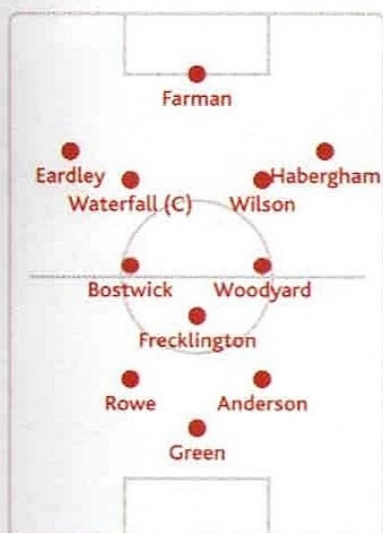 Farman
Eardley Habergham
Waterfall (C) Wilson
Bostwick Woodyard
Frecklington
Rowe Anderson
Green